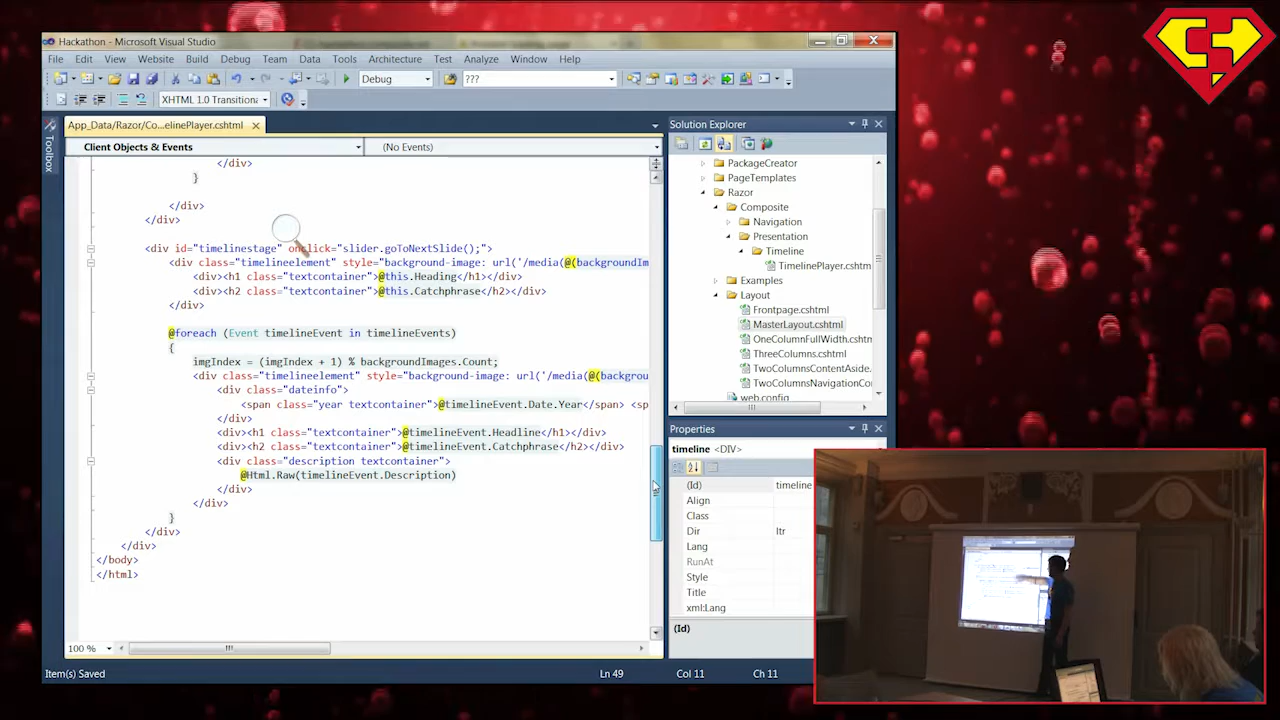 Hackathon - Microsoft Visual Studio
File Edit View Website Build Debug Team Data Tools Architecture Test Analyze Window Help
Debug ???
XHTML 1.0 Transitiona
App_Data/Razor/Co...elinePlayer.cshtml
Client Objects & Events (No Events)
Toolbox
</div>
}
</div>
</div>
<div id="timelinestage" onclick="slider.goToNextSlide();">
<div class="timelineelement" style="background-image: url('/media(@(backgroundIm
<div><h1 class="textcontainer">@this.Heading</h1></div>
<div><h2 class="textcontainer">@this.Catchphrase</h2></div>
</div>
@foreach (Event timelineEvent in timelineEvents)
{
imgIndex = (imgIndex + 1) % backgroundImages.Count;
<div class="timelineelement" style="background-image: url('/media(@(backgrou
<div class="dateinfo">
<span class="year textcontainer">@timelineEvent.Date.Year</span> <sp
</div>
<div><h1 class="textcontainer">@timelineEvent.Headline</h1></div>
<div><h2 class="textcontainer">@timelineEvent.Catchphrase</h2></div>
<div class="description textcontainer">
@Html.Raw(timelineEvent.Description)
</div>
</div>
}
</div>
</div>
</body>
</html>
100 %
Solution Explorer
PackageCreator
PageTemplates
Razor
Composite
Navigation
Presentation
Timeline
TimelinePlayer.cshtm
Examples
Layout
Frontpage.cshtml
MasterLayout.cshtml
OneColumnFullWidth.cshtm
ThreeColumns.cshtml
TwoColumnsContentAside.
TwoColumnsNavigationCo
web.config
Properties
timeline <DIV>
(Id) timeline
Align
Class
Dir ltr
Lang
RunAt
Style
Title
xml:Lang
(Id)
Item(s) Saved Ln 49 Col 11 Ch 11